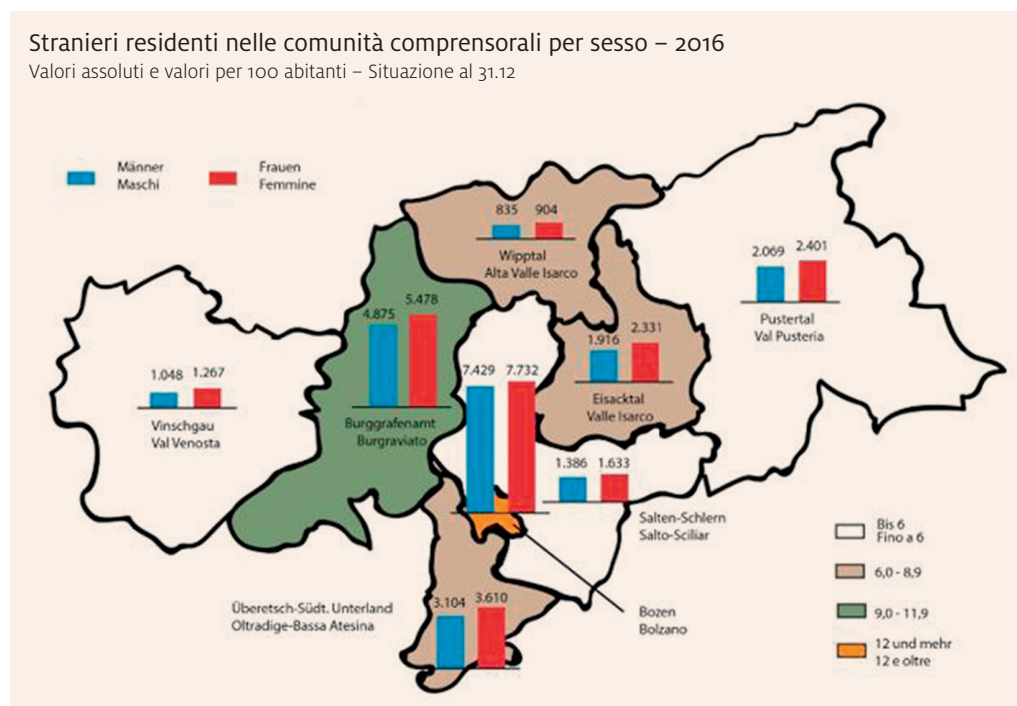 Stranieri residenti nelle comunità comprensorali per sesso – 2016
Valori assoluti e valori per 100 abitanti – Situazione al 31.12
Männer
Maschi
Frauen
Femmine
835
904
Wipptal
Alta Valle Isarco
2.069
2.401
Pustertal
Val Pusteria
4.875
5.478
Burggrafenamt
Burgraviato
1.916
2.331
Eisacktal
Valle Isarco
1.048
1.267
Vinschgau
Val Venosta
7.429
7.732
1.386
1.633
Salten-Schlern
Salto-Sciliar
Überetsch-Südt. Unterland
Oltradige-Bassa Atesina
3.104
3.610
Bozen
Bolzano
Bis 6
Fino a 6
6,0 - 8,9
9,0 - 11,9
12 und mehr
12 e oltre